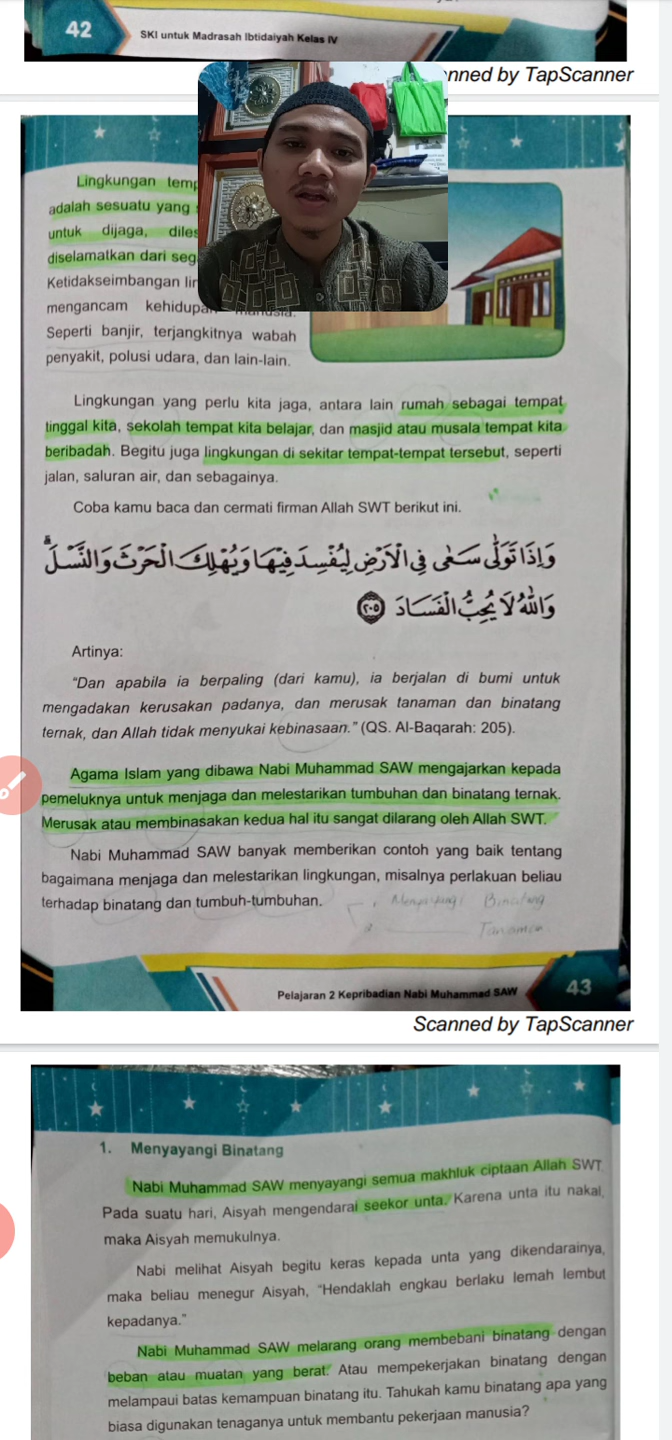 42
SKI untuk Madrasah Ibtidaiyah Kelas IV
nned by TapScanner
Lingkungan
adalah sesuatu yang
untuk dijaga,
diselamatkan dari
Ketidakseimbangan
mengancam kehidupan manusia.
Seperti banjir, terjangkitnya wabah
penyakit, polusi udara, dan lain-lain.
Lingkungan yang perlu kita jaga, antara lain rumah sebagai tempat
tinggal kita, sekolah tempat kita belajar, dan masjid atau musala tempat kita
beribadah. Begitu juga lingkungan di sekitar tempat-tempat tersebut, seperti
jalan, saluran air, dan sebagainya.
Coba kamu baca dan cermati firman Allah SWT berikut ini.
وَاِذَا تَوَلّٰى سَعٰى فِى الْاَرْضِ لِيُفْسِدَ فِيْهَا وَيُهْلِكَ الْحَرْثَ وَالنَّسْلَ ۗ
وَاللّٰهُ لَا يُحِبُّ الْفَسَادَ ٢٠٥
Artinya:
“Dan apabila ia berpaling (dari kamu), ia berjalan di bumi untuk
mengadakan kerusakan padanya, dan merusak tanaman dan binatang
ternak, dan Allah tidak menyukai kebinasaan.” (QS. Al-Baqarah: 205).
Agama Islam yang dibawa Nabi Muhammad SAW mengajarkan kepada
pemeluknya untuk menjaga dan melestarikan tumbuhan dan binatang ternak.
Merusak atau membinasakan kedua hal itu sangat dilarang oleh Allah SWT.
Nabi Muhammad SAW banyak memberikan contoh yang baik tentang
bagaimana menjaga dan melestarikan lingkungan, misalnya perlakuan beliau
terhadap binatang dan tumbuh-tumbuhan.
Menyayangi Binatang
2 Tanaman
Pelajaran 2 Kepribadian Nabi Muhammad SAW
43
Scanned by TapScanner
1. Menyayangi Binatang
Nabi Muhammad SAW menyayangi semua makhluk ciptaan Allah SWT
Pada suatu hari, Aisyah mengendarai seekor unta. Karena unta itu nakal,
maka Aisyah memukulnya.
Nabi melihat Aisyah begitu keras kepada unta yang dikendarainya,
maka beliau menegur Aisyah, “Hendaklah engkau berlaku lemah lembut
kepadanya.”
Nabi Muhammad SAW melarang orang membebani binatang dengan
beban atau muatan yang berat. Atau mempekerjakan binatang dengan
melampaui batas kemampuan binatang itu. Tahukah kamu binatang apa yang
biasa digunakan tenaganya untuk membantu pekerjaan manusia?